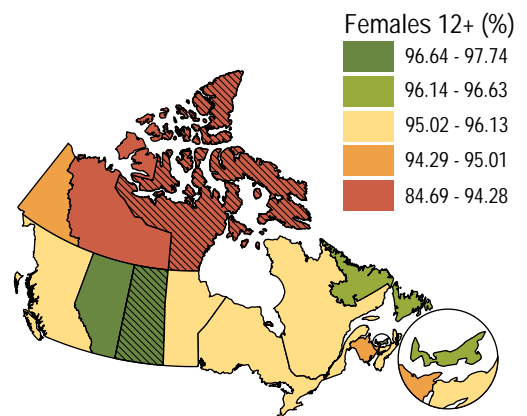 Females 12+ (%)
96.64 - 97.74
96.14 - 96.63
95.02 - 96.13
94.29 - 95.01
84.69 - 94.28